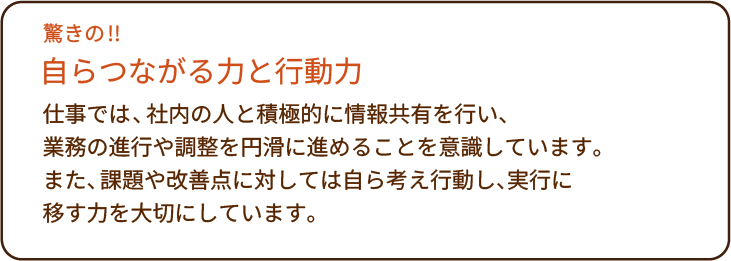 驚きの!!
自らつながる力と行動力
仕事では、社内の人と積極的に情報共有を行い、
業務の進行や調整を円滑に進めることを意識しています。
また、課題や改善点に対しては自ら考え行動し、実行に
移す力を大切にしています。